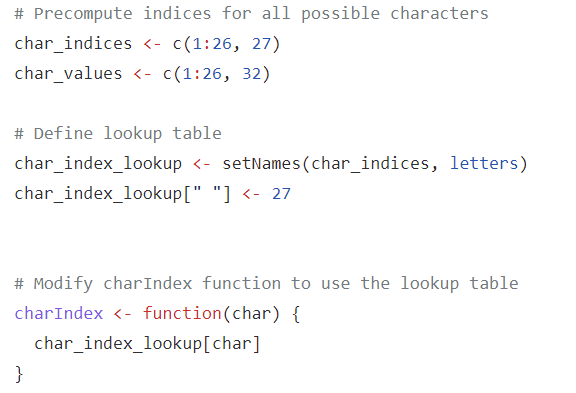 # Precompute indices for all possible characters
char_indices <- c(1:26, 27)
char_values <- c(1:26, 32)
# Define lookup table
char_index_lookup <- setNames(char_indices, letters)
char_index_lookup[" "] <- 27
# Modify charIndex function to use the lookup table
charIndex <- function(char) {
  char_index_lookup[char]
}